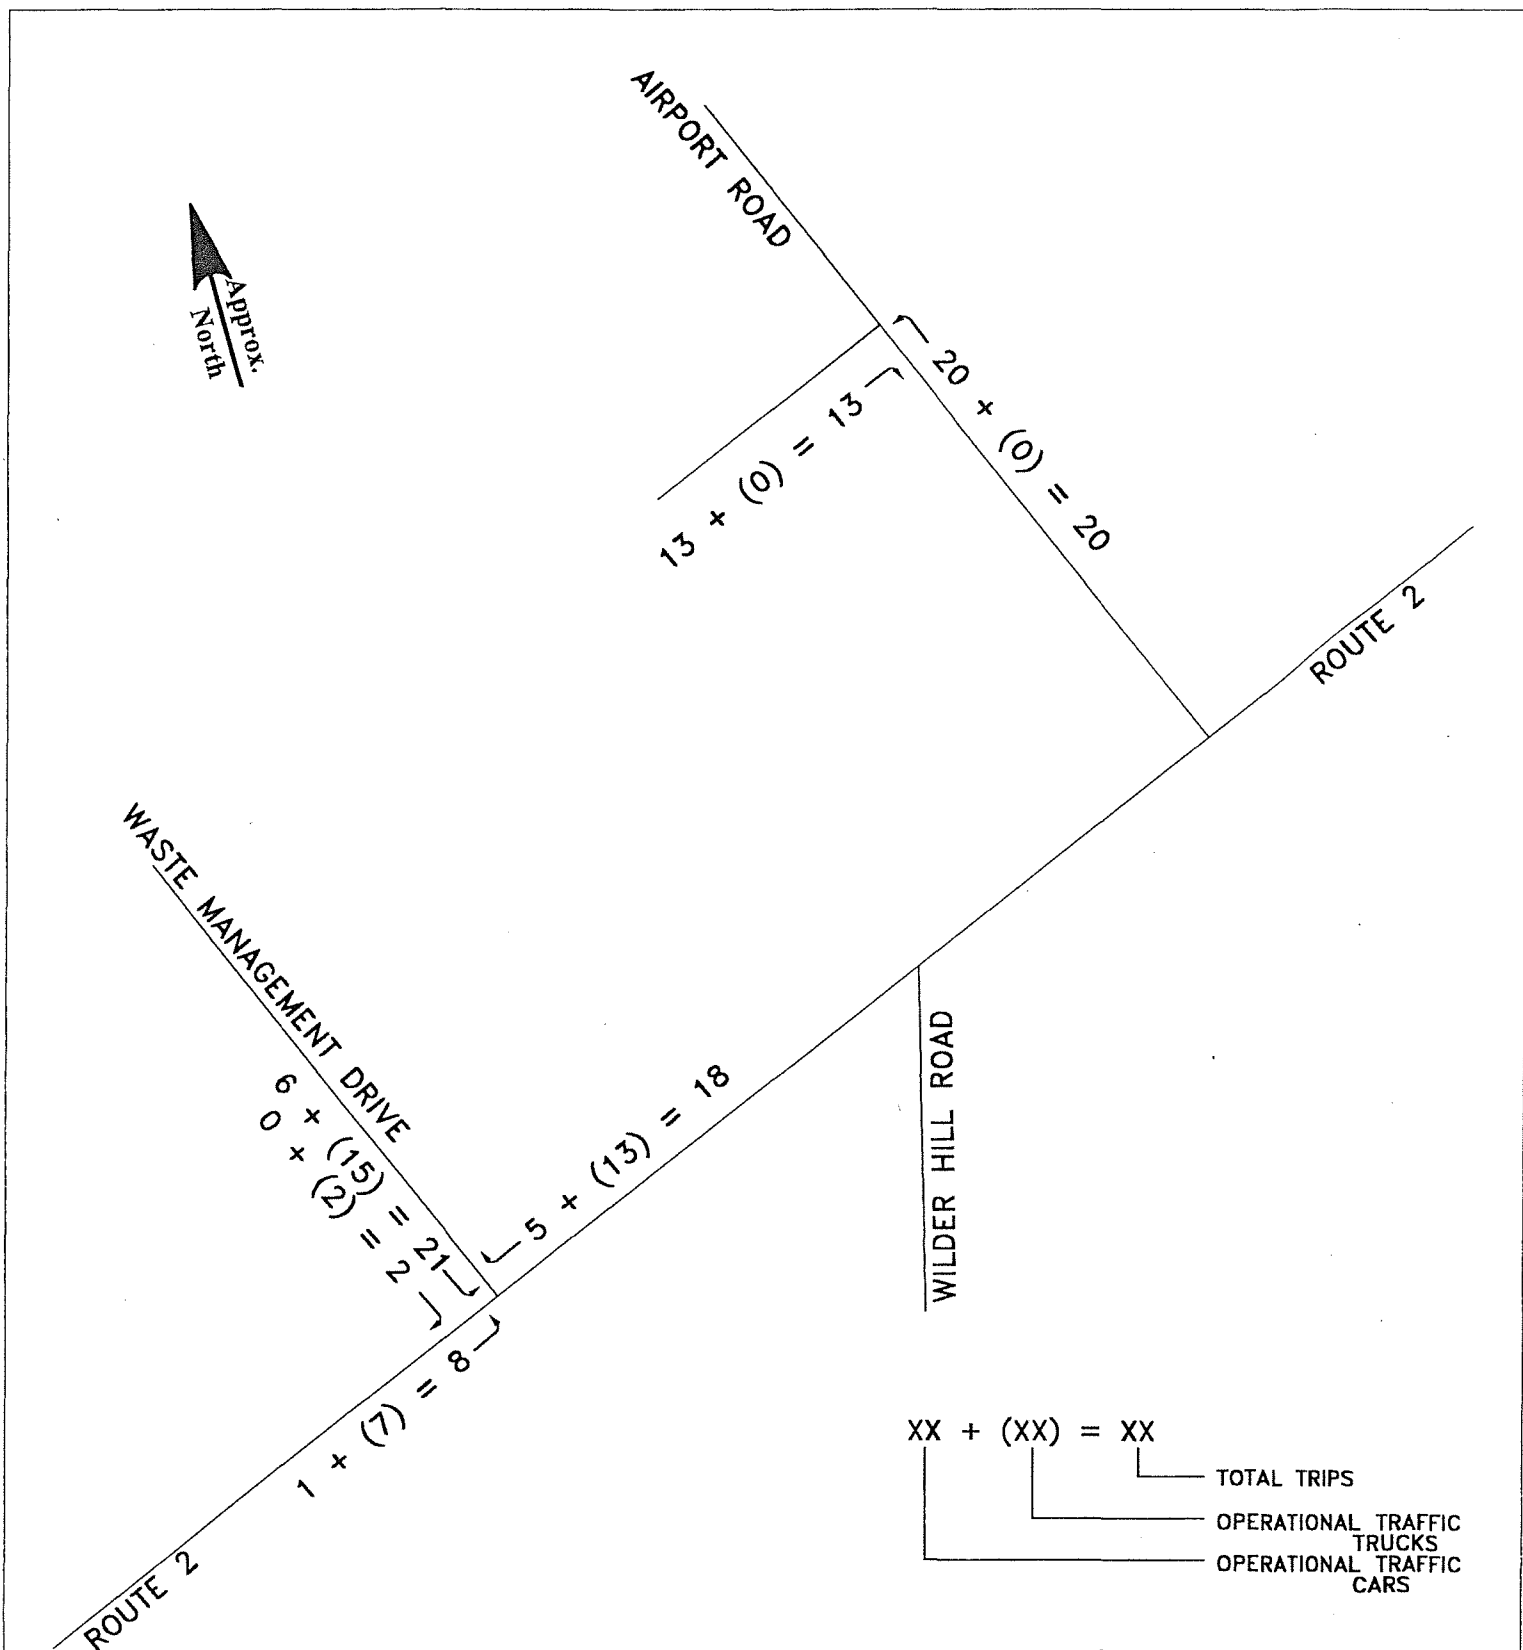 AIRPORT ROAD
Approx.
North
20 + (0) = 20
13 + (0) = 13
ROUTE 2
WASTE MANAGEMENT DRIVE
6 + (15) = 21
0 + (2) = 2
5 + (13) = 18
WILDER HILL ROAD
1 + (7) = 8
ROUTE 2
XX + (XX) = XX
TOTAL TRIPS
OPERATIONAL TRAFFIC
TRUCKS
OPERATIONAL TRAFFIC
CARS